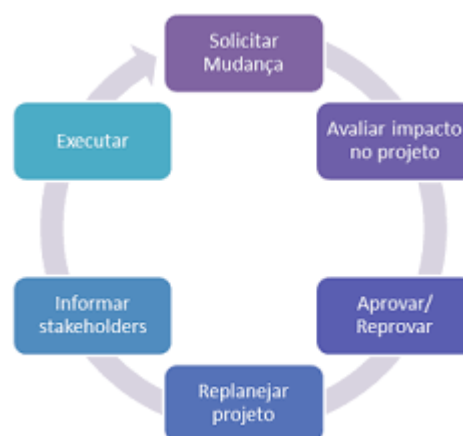 Solicitar
Mudança
Avaliar impacto
no projeto
Aprovar/
Reprovar
Replanejar
projeto
Informar
stakeholders
Executar